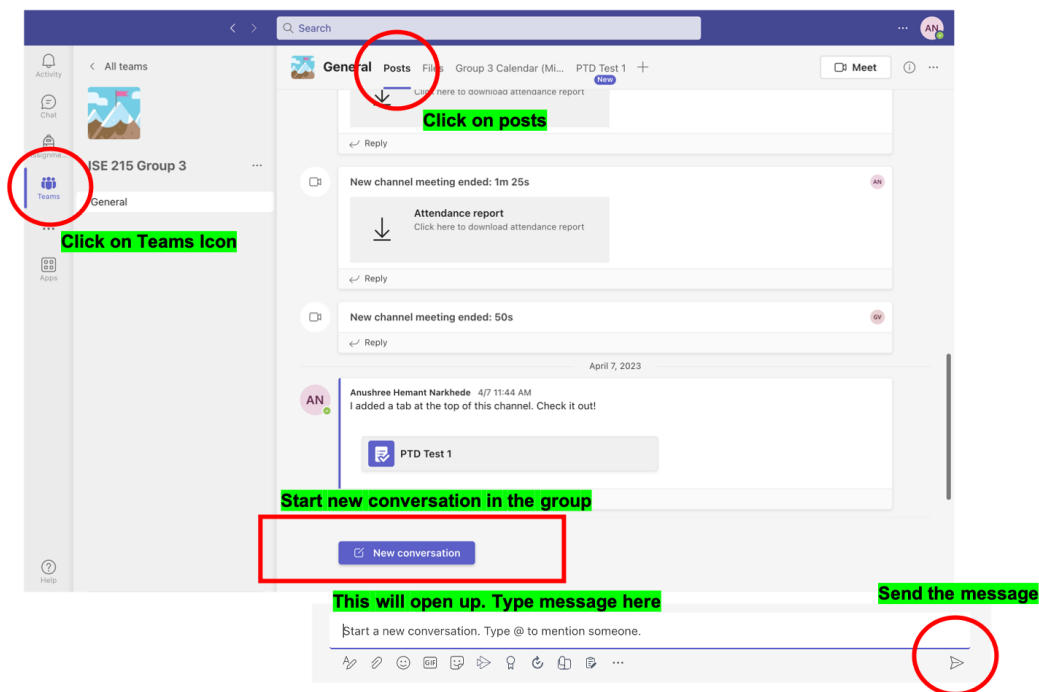 Search
...
AN
Activity
Chat
Teams
...
Apps
Help
All teams
ISE 215 Group 3
...
General
Click on Teams Icon
General Posts Files Group 3 Calendar (Mi... PTD Test 1
New
Meet
...
Click on posts
Click here to download attendance report
Reply
New channel meeting ended: 1m 25s
AN
Attendance report
Click here to download attendance report
Reply
New channel meeting ended: 50s
GV
Reply
April 7, 2023
AN
Anushree Hemant Narkhede 4/7 11:44 AM
I added a tab at the top of this channel. Check it out!
PTD Test 1
Start new conversation in the group
New conversation
This will open up. Type message here
Send the message
Start a new conversation. Type @ to mention someone.
GIF
...